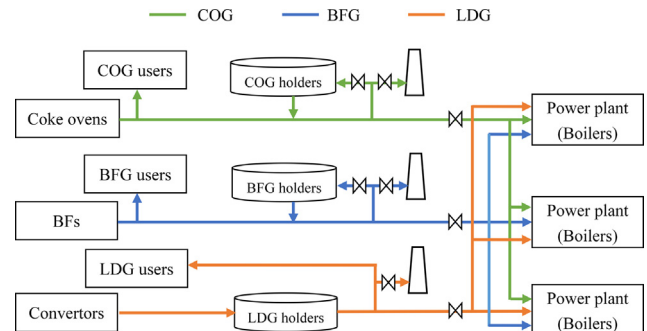 COG
BFG
LDG
COG users
COG holders
Coke ovens
Power plant
(Boilers)
BFG users
BFG holders
BFs
Power plant
(Boilers)
LDG users
Convertors
LDG holders
Power plant
(Boilers)